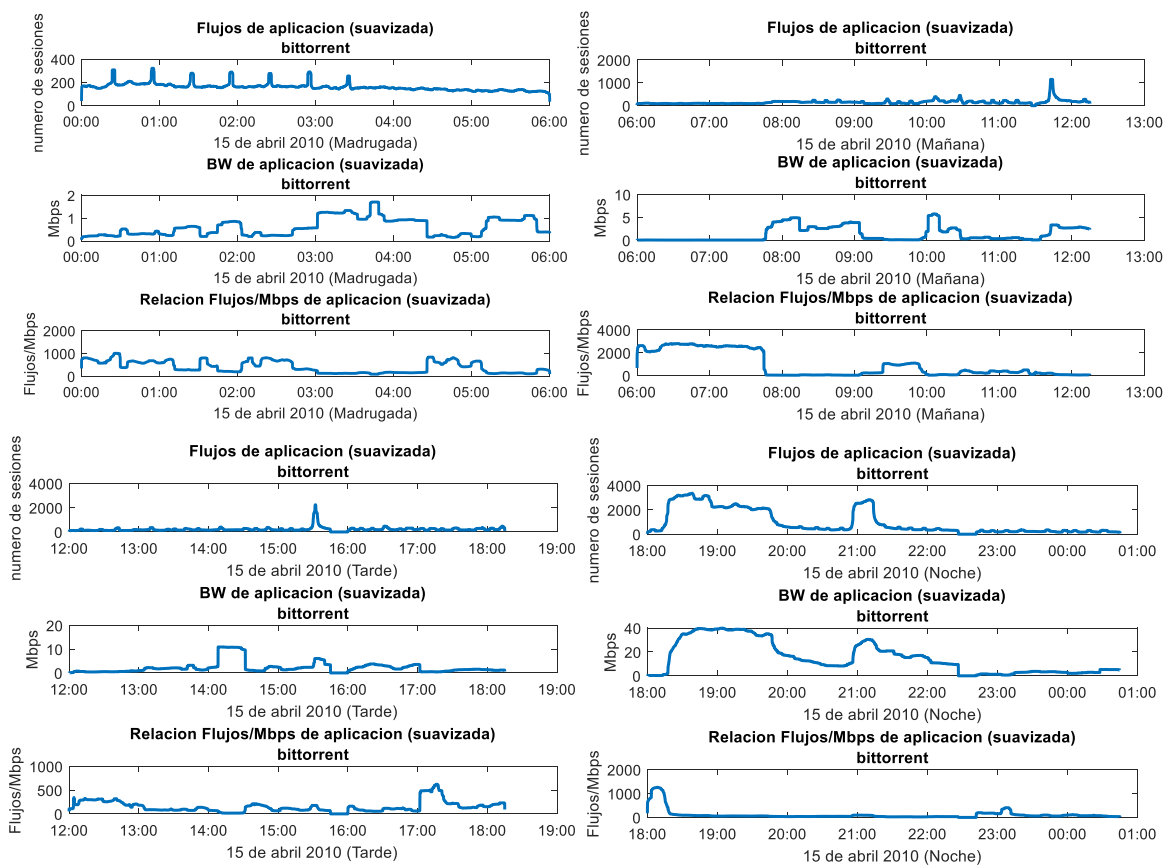 Flujos de aplicacion (suavizada)
bittorrent
numero de sesiones
400
200
0
00:00 01:00 02:00 03:00 04:00 05:00 06:00
15 de abril 2010 (Madrugada)
BW de aplicacion (suavizada)
bittorrent
Mbps
2
1
0
00:00 01:00 02:00 03:00 04:00 05:00 06:00
15 de abril 2010 (Madrugada)
Relacion Flujos/Mbps de aplicacion (suavizada)
bittorrent
Flujos/Mbps
2000
1000
0
00:00 01:00 02:00 03:00 04:00 05:00 06:00
15 de abril 2010 (Madrugada)
Flujos de aplicacion (suavizada)
bittorrent
numero de sesiones
2000
1000
0
06:00 07:00 08:00 09:00 10:00 11:00 12:00 13:00
15 de abril 2010 (Mañana)
BW de aplicacion (suavizada)
bittorrent
Mbps
10
5
0
06:00 07:00 08:00 09:00 10:00 11:00 12:00 13:00
15 de abril 2010 (Mañana)
Relacion Flujos/Mbps de aplicacion (suavizada)
bittorrent
Flujos/Mbps
4000
2000
0
06:00 07:00 08:00 09:00 10:00 11:00 12:00 13:00
15 de abril 2010 (Mañana)
Flujos de aplicacion (suavizada)
bittorrent
numero de sesiones
4000
2000
0
12:00 13:00 14:00 15:00 16:00 17:00 18:00 19:00
15 de abril 2010 (Tarde)
BW de aplicacion (suavizada)
bittorrent
Mbps
20
10
0
12:00 13:00 14:00 15:00 16:00 17:00 18:00 19:00
15 de abril 2010 (Tarde)
Relacion Flujos/Mbps de aplicacion (suavizada)
bittorrent
Flujos/Mbps
1000
500
0
12:00 13:00 14:00 15:00 16:00 17:00 18:00 19:00
15 de abril 2010 (Tarde)
Flujos de aplicacion (suavizada)
bittorrent
numero de sesiones
4000
2000
0
18:00 19:00 20:00 21:00 22:00 23:00 00:00 01:00
15 de abril 2010 (Noche)
BW de aplicacion (suavizada)
bittorrent
Mbps
40
20
0
18:00 19:00 20:00 21:00 22:00 23:00 00:00 01:00
15 de abril 2010 (Noche)
Relacion Flujos/Mbps de aplicacion (suavizada)
bittorrent
Flujos/Mbps
2000
1000
0
18:00 19:00 20:00 21:00 22:00 23:00 00:00 01:00
15 de abril 2010 (Noche)